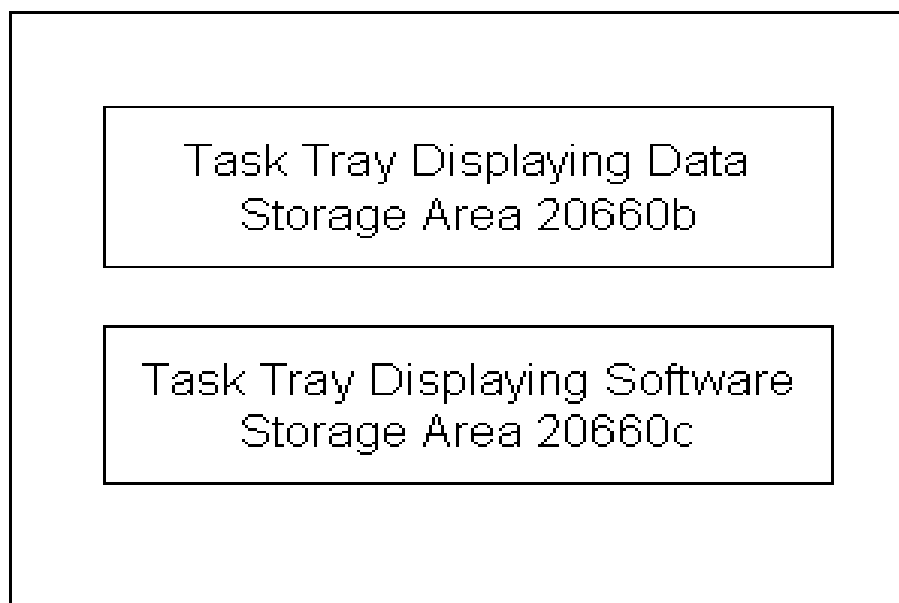 Task Tray Displaying Data
Storage Area 20660b
Task Tray Displaying Software
Storage Area 20660c